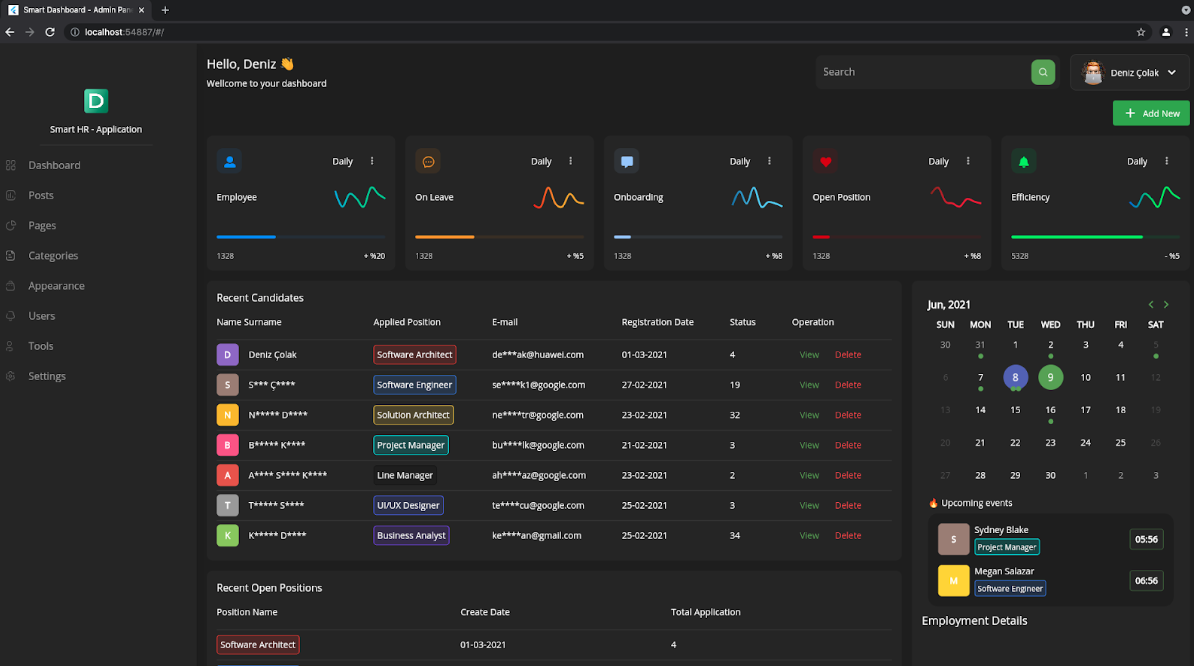 Smart Dashboard - Admin Pan
localhost:54887/#/
D
Smart HR - Application
Dashboard
Posts
Pages
Categories
Appearance
Users
Tools
Settings
Hello, Deniz 👋
Wellcome to your dashboard
Search
Deniz Çolak
+ Add New
Daily
Employee
1328 + %20
Daily
On Leave
1328 + %5
Daily
Onboarding
1328 + %8
Daily
Open Position
1328 + %8
Daily
Efficiency
5328 - %5
Recent Candidates
Name Surname Applied Position E-mail Registration Date Status Operation
D Deniz Çolak Software Architect de***ak@huawei.com 01-03-2021 4 View Delete
S S*** Ç**** Software Engineer se****k1@google.com 27-02-2021 19 View Delete
N N***** D**** Solution Architect ne****tr@google.com 23-02-2021 32 View Delete
B B***** K**** Project Manager bu****lk@google.com 21-02-2021 3 View Delete
A A**** S**** K**** Line Manager ah****az@google.com 23-02-2021 2 View Delete
T T***** S**** UI/UX Designer te****cu@google.com 25-02-2021 3 View Delete
K K***** D**** Business Analyst ke****an@gmail.com 25-02-2021 34 View Delete
Recent Open Positions
Position Name Create Date Total Application
Software Architect 01-03-2021 4
Jun, 2021
SUN MON TUE WED THU FRI SAT
30 31 1 2 3 4 5
6 7 8 9 10 11 12
13 14 15 16 17 18 19
20 21 22 23 24 25 26
27 28 29 30 1 2 3
🔥 Upcoming events
S Sydney Blake
Project Manager
05:56
M Megan Salazar
Software Engineer
06:56
Employment Details